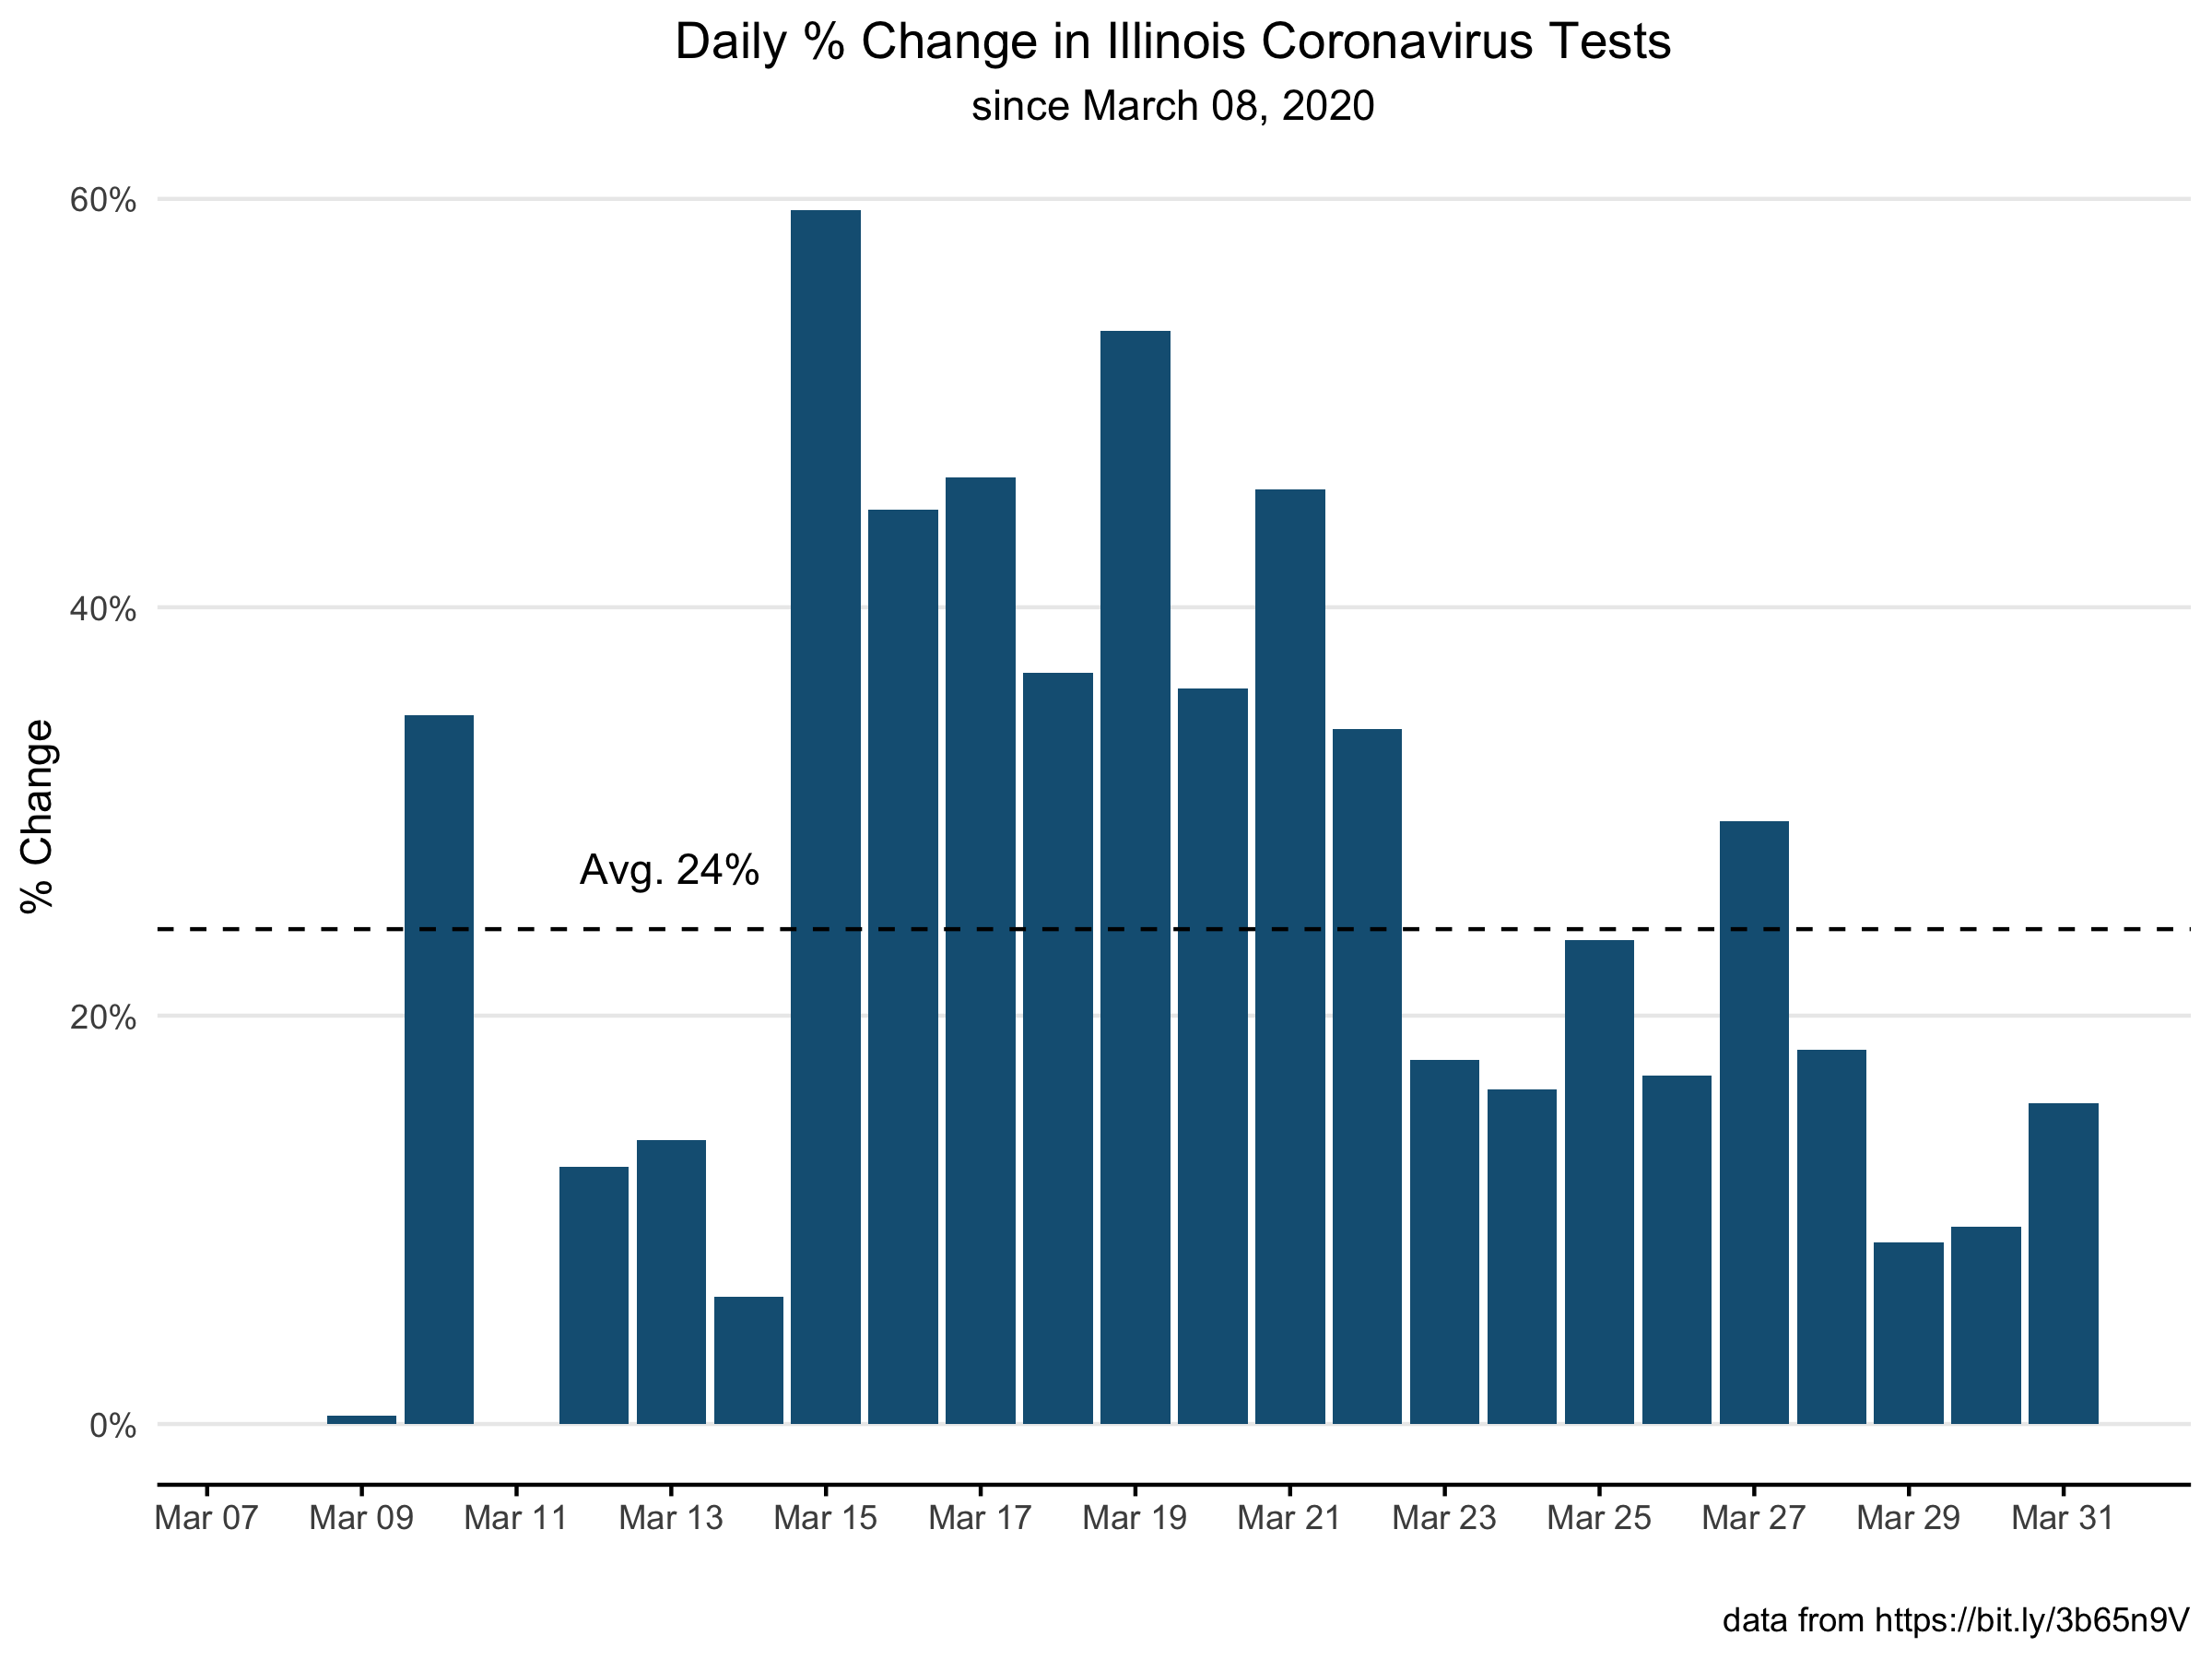 Daily % Change in Illinois Coronavirus Tests
since March 08, 2020
60%
40%
20%
0%
% Change
Avg. 24%
Mar 07 Mar 09 Mar 11 Mar 13 Mar 15 Mar 17 Mar 19 Mar 21 Mar 23 Mar 25 Mar 27 Mar 29 Mar 31
data from https://bit.ly/3b65n9V